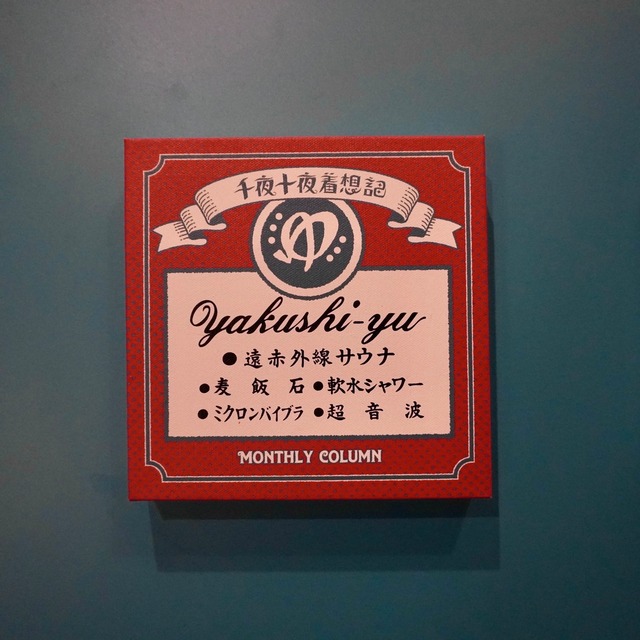 千夜十夜着想記
ゆ
yakushi-yu
●遠赤外線サウナ
●麦飯石●軟水シャワー
●ミクロンバイブラ●超音波
MONTHLY COLUMN